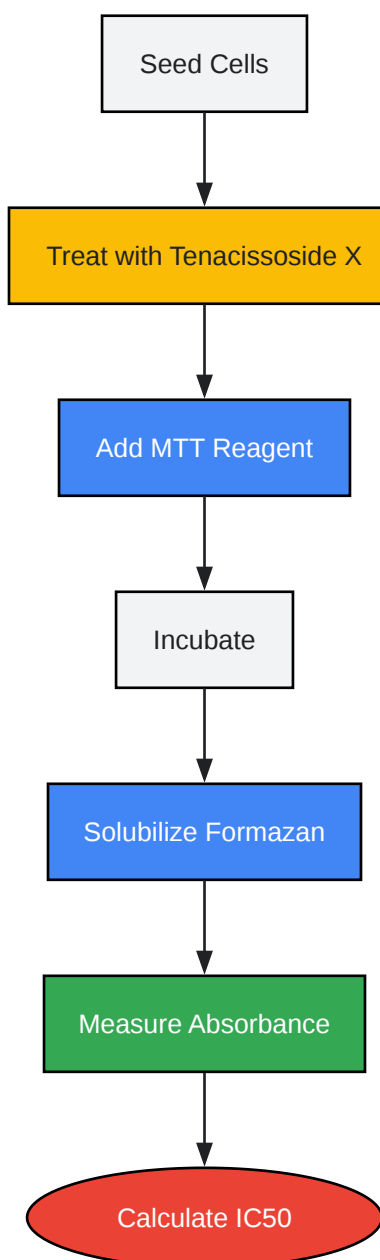 Seed Cells
Treat with Tenacissoside X
Add MTT Reagent
Incubate
Solubilize Formazan
Measure Absorbance
Calculate IC50